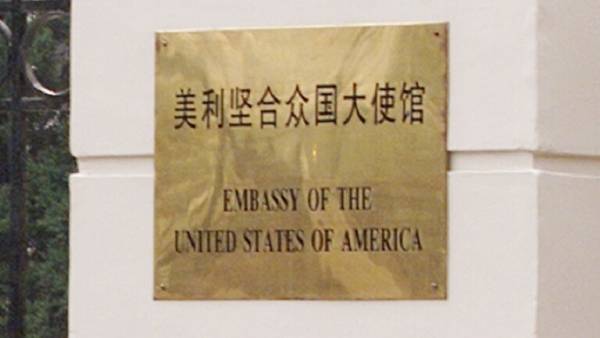 美利坚合众国大使馆
EMBASSY OF THE
UNITED STATES OF AMERICA